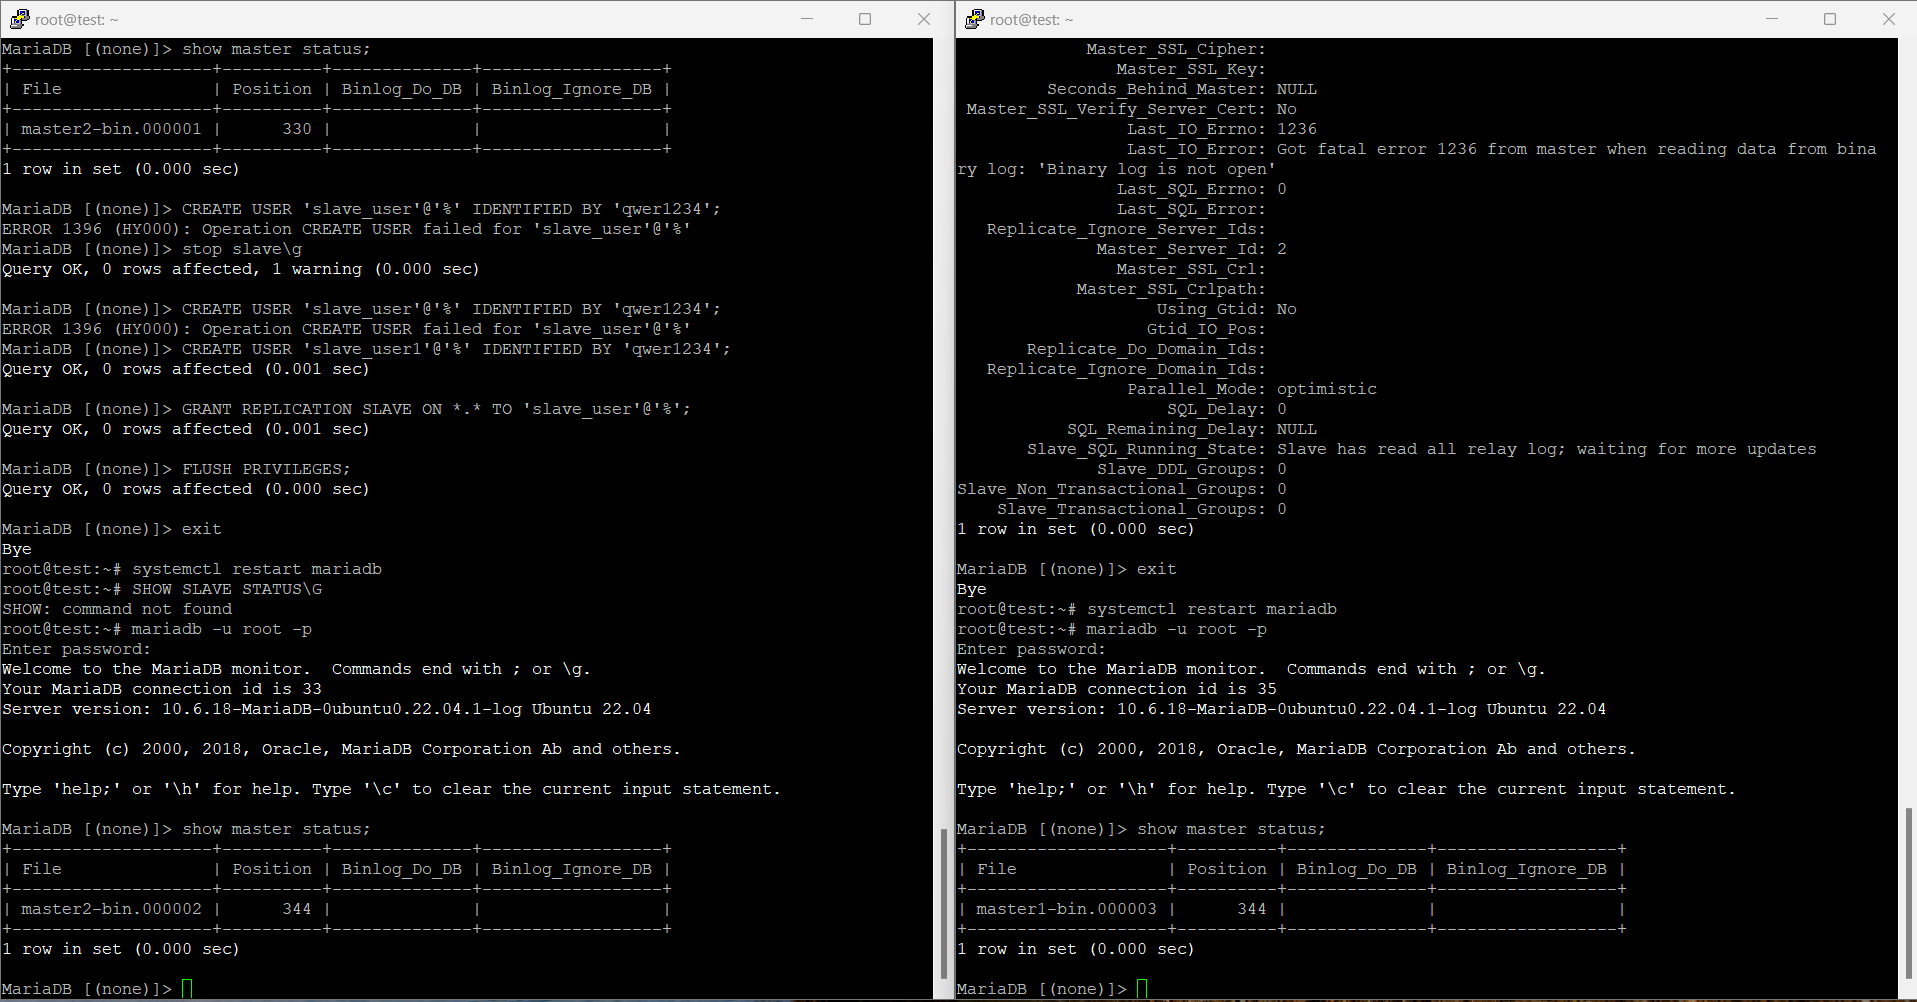 root@test: ~
MariaDB [(none)]> show master status;
+--------------------+----------+--------------+------------------+
| File               | Position | Binlog_Do_DB | Binlog_Ignore_DB |
+--------------------+----------+--------------+------------------+
| master2-bin.000001 |      330 |              |                  |
+--------------------+----------+--------------+------------------+
1 row in set (0.000 sec)
MariaDB [(none)]> CREATE USER 'slave_user'@'%' IDENTIFIED BY 'qwer1234';
ERROR 1396 (HY000): Operation CREATE USER failed for 'slave_user'@'%'
MariaDB [(none)]> stop slave\g
Query OK, 0 rows affected, 1 warning (0.000 sec)
MariaDB [(none)]> CREATE USER 'slave_user'@'%' IDENTIFIED BY 'qwer1234';
ERROR 1396 (HY000): Operation CREATE USER failed for 'slave_user'@'%'
MariaDB [(none)]> CREATE USER 'slave_user1'@'%' IDENTIFIED BY 'qwer1234';
Query OK, 0 rows affected (0.001 sec)
MariaDB [(none)]> GRANT REPLICATION SLAVE ON *.* TO 'slave_user'@'%';
Query OK, 0 rows affected (0.001 sec)
MariaDB [(none)]> FLUSH PRIVILEGES;
Query OK, 0 rows affected (0.000 sec)
MariaDB [(none)]> exit
Bye
root@test:~# systemctl restart mariadb
root@test:~# SHOW SLAVE STATUS\G
SHOW: command not found
root@test:~# mariadb -u root -p
Enter password:
Welcome to the MariaDB monitor.  Commands end with ; or \g.
Your MariaDB connection id is 33
Server version: 10.6.18-MariaDB-0ubuntu0.22.04.1-log Ubuntu 22.04
Copyright (c) 2000, 2018, Oracle, MariaDB Corporation Ab and others.
Type 'help;' or '\h' for help. Type '\c' to clear the current input statement.
MariaDB [(none)]> show master status;
+--------------------+----------+--------------+------------------+
| File               | Position | Binlog_Do_DB | Binlog_Ignore_DB |
+--------------------+----------+--------------+------------------+
| master2-bin.000002 |      344 |              |                  |
+--------------------+----------+--------------+------------------+
1 row in set (0.000 sec)
MariaDB [(none)]>
root@test: ~
Master_SSL_Cipher:
Master_SSL_Key:
Seconds_Behind_Master: NULL
Master_SSL_Verify_Server_Cert: No
Last_IO_Errno: 1236
Last_IO_Error: Got fatal error 1236 from master when reading data from bina
ry log: 'Binary log is not open'
Last_SQL_Errno: 0
Last_SQL_Error:
Replicate_Ignore_Server_Ids:
Master_Server_Id: 2
Master_SSL_Crl:
Master_SSL_Crlpath:
Using_Gtid: No
Gtid_IO_Pos:
Replicate_Do_Domain_Ids:
Replicate_Ignore_Domain_Ids:
Parallel_Mode: optimistic
SQL_Delay: 0
SQL_Remaining_Delay: NULL
Slave_SQL_Running_State: Slave has read all relay log; waiting for more updates
Slave_DDL_Groups: 0
Slave_Non_Transactional_Groups: 0
Slave_Transactional_Groups: 0
1 row in set (0.000 sec)
MariaDB [(none)]> exit
Bye
root@test:~# systemctl restart mariadb
root@test:~# mariadb -u root -p
Enter password:
Welcome to the MariaDB monitor.  Commands end with ; or \g.
Your MariaDB connection id is 35
Server version: 10.6.18-MariaDB-0ubuntu0.22.04.1-log Ubuntu 22.04
Copyright (c) 2000, 2018, Oracle, MariaDB Corporation Ab and others.
Type 'help;' or '\h' for help. Type '\c' to clear the current input statement.
MariaDB [(none)]> show master status;
+--------------------+----------+--------------+------------------+
| File               | Position | Binlog_Do_DB | Binlog_Ignore_DB |
+--------------------+----------+--------------+------------------+
| master1-bin.000003 |      344 |              |                  |
+--------------------+----------+--------------+------------------+
1 row in set (0.000 sec)
MariaDB [(none)]>